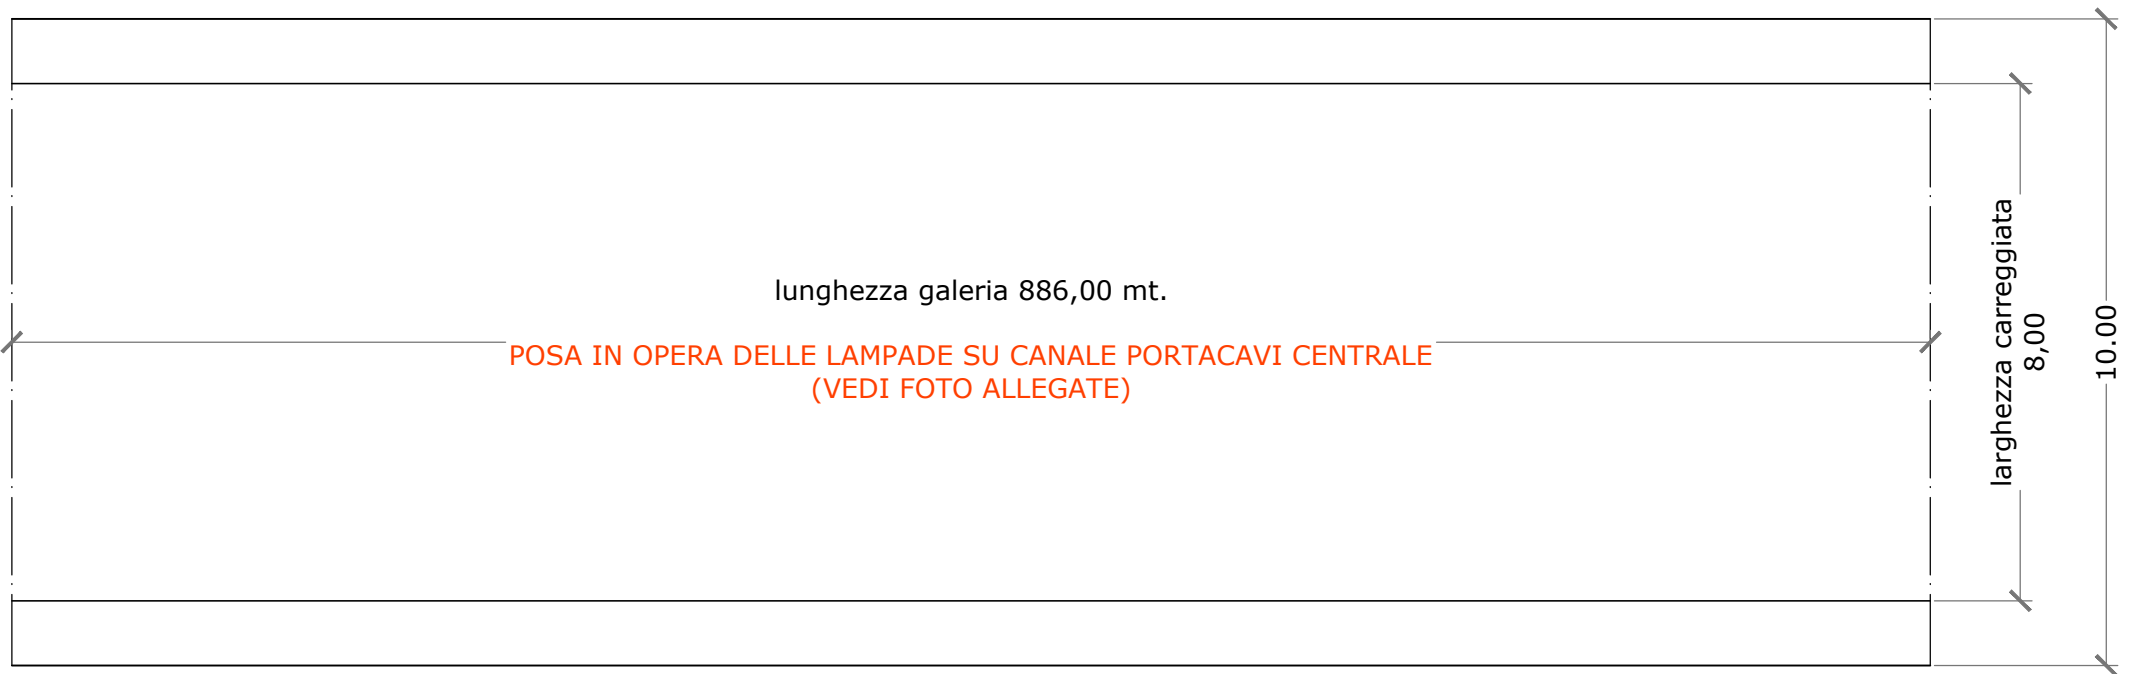 lunghezza galeria 886,00 mt.
POSA IN OPERA DELLE LAMPADE SU CANALE PORTACAVI CENTRALE
(VEDI FOTO ALLEGATE)
larghezza carreggiata
8,00
10.00